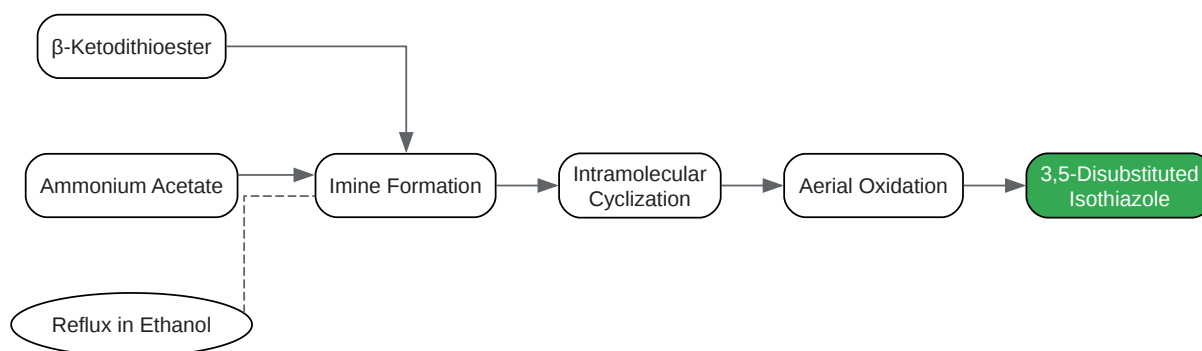 β-Ketodithioester
Ammonium Acetate
Imine Formation
Intramolecular
Cyclization
Aerial Oxidation
3,5-Disubstituted
Isothiazole
Reflux in Ethanol